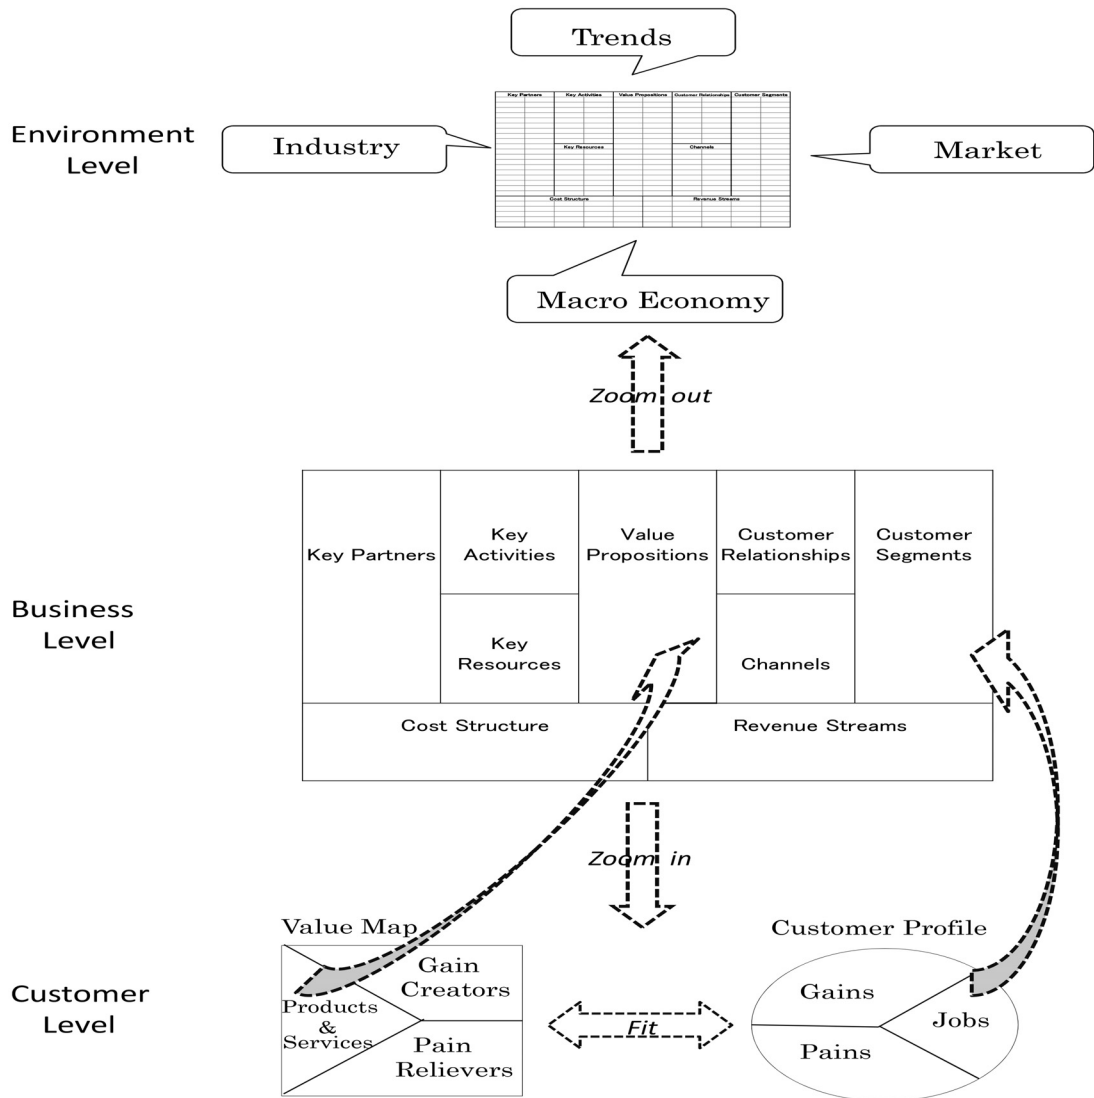 Trends
Key Partners
Key Activities
Value Propositions
Customer Relationships
Customer Segments
Environment
Level
Industry
Market
Key Resources
Channels
Cost Structure
Revenue Streams
Macro Economy
Zoom out
Key Partners
Key
Activities
Value
Propositions
Customer
Relationships
Customer
Segments
Business
Level
Key
Resources
Channels
Cost Structure
Revenue Streams
Zoom in
Value Map
Customer Profile
Customer
Level
Gain
Creators
Products
&
Services
Pain
Relievers
Fit
Gains
Jobs
Pains